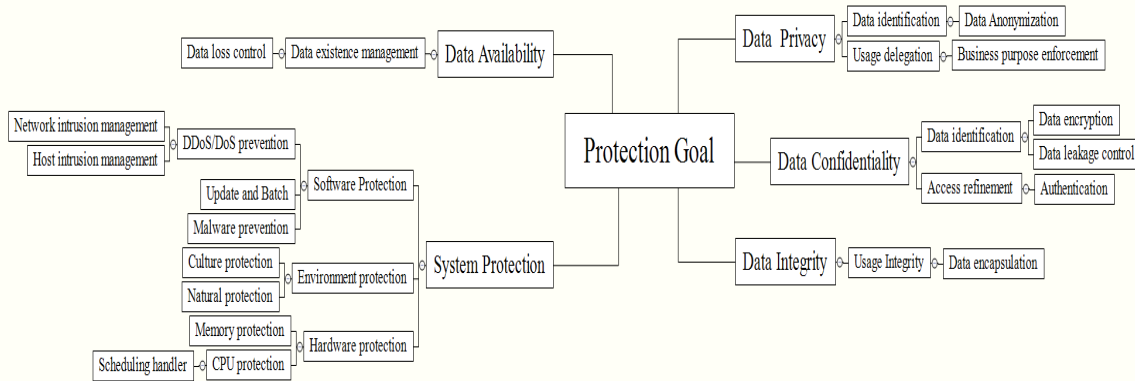 Protection Goal
Data Availability
Data existence management
Data loss control
System Protection
Software Protection
DDoS/DoS prevention
Network intrusion management
Host intrusion management
Update and Batch
Malware prevention
Environment protection
Culture protection
Natural protection
Hardware protection
Memory protection
CPU protection
Scheduling handler
Data Privacy
Data identification
Data Anonymization
Usage delegation
Business purpose enforcement
Data Confidentiality
Data identification
Data encryption
Data leakage control
Access refinement
Authentication
Data Integrity
Usage Integrity
Data encapsulation